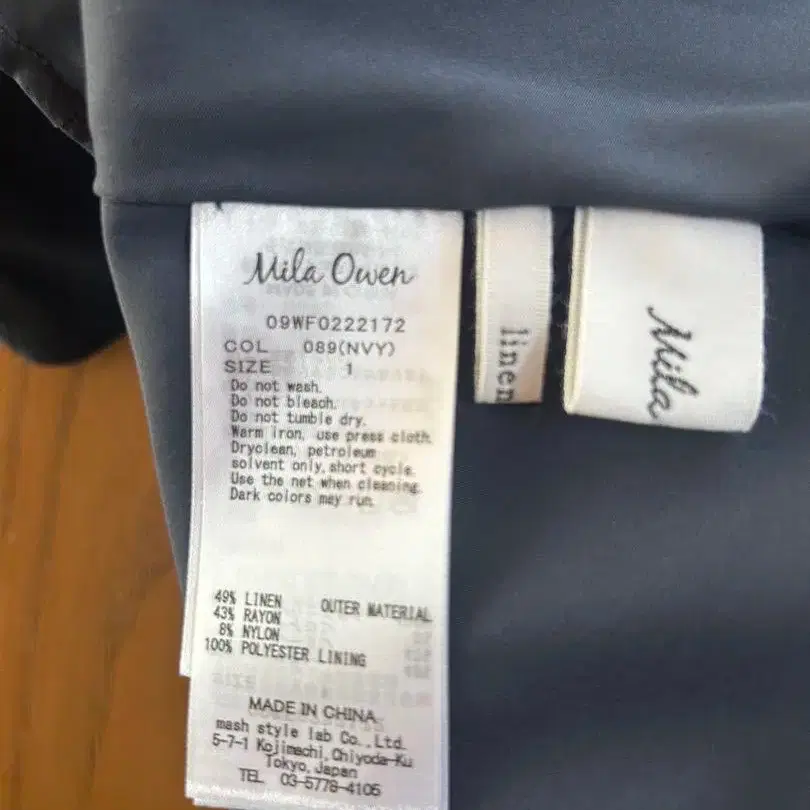 Mila Owen
09WF0222172
COL 089(NVY)
SIZE 1
Do not wash.
Do not bleach.
Do not tumble dry.
Warm iron, use press cloth.
Dryclean, petroleum
solvent only, short cycle.
Use the net when cleaning.
Dark colors may run.
49% LINEN OUTER MATERIAL
43% RAYON
8% NYLON
100% POLYESTER LINING
MADE IN CHINA
mash style lab Co., Ltd.
5-7-1 Kojimachi, Chiyoda-Ku
Tokyo, Japan
TEL 03-5778-4105
linen
Mila